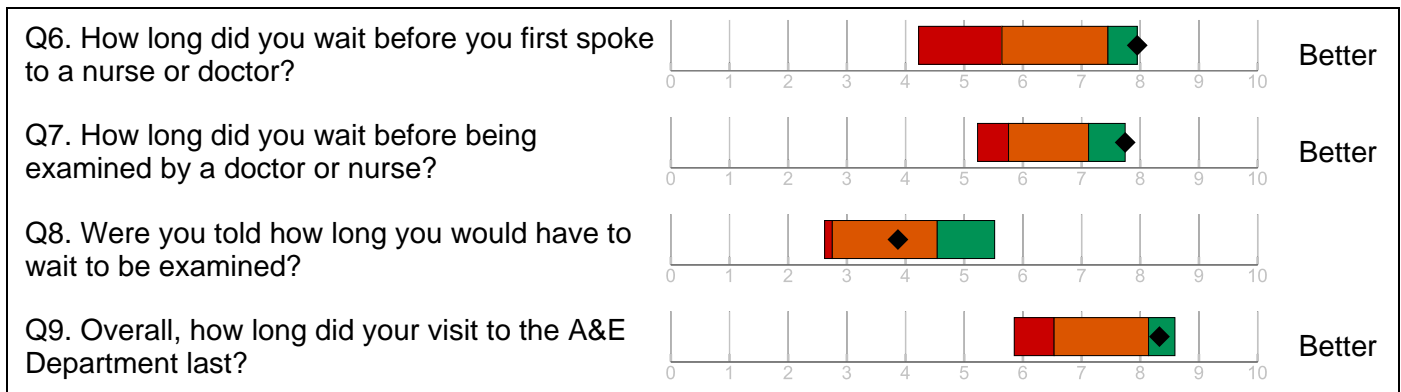 Q6. How long did you wait before you first spoke
to a nurse or doctor?
Better
0 1 2 3 4 5 6 7 8 9 10
Q7. How long did you wait before being
examined by a doctor or nurse?
Better
0 1 2 3 4 5 6 7 8 9 10
Q8. Were you told how long you would have to
wait to be examined?
0 1 2 3 4 5 6 7 8 9 10
Q9. Overall, how long did your visit to the A&E
Department last?
Better
0 1 2 3 4 5 6 7 8 9 10